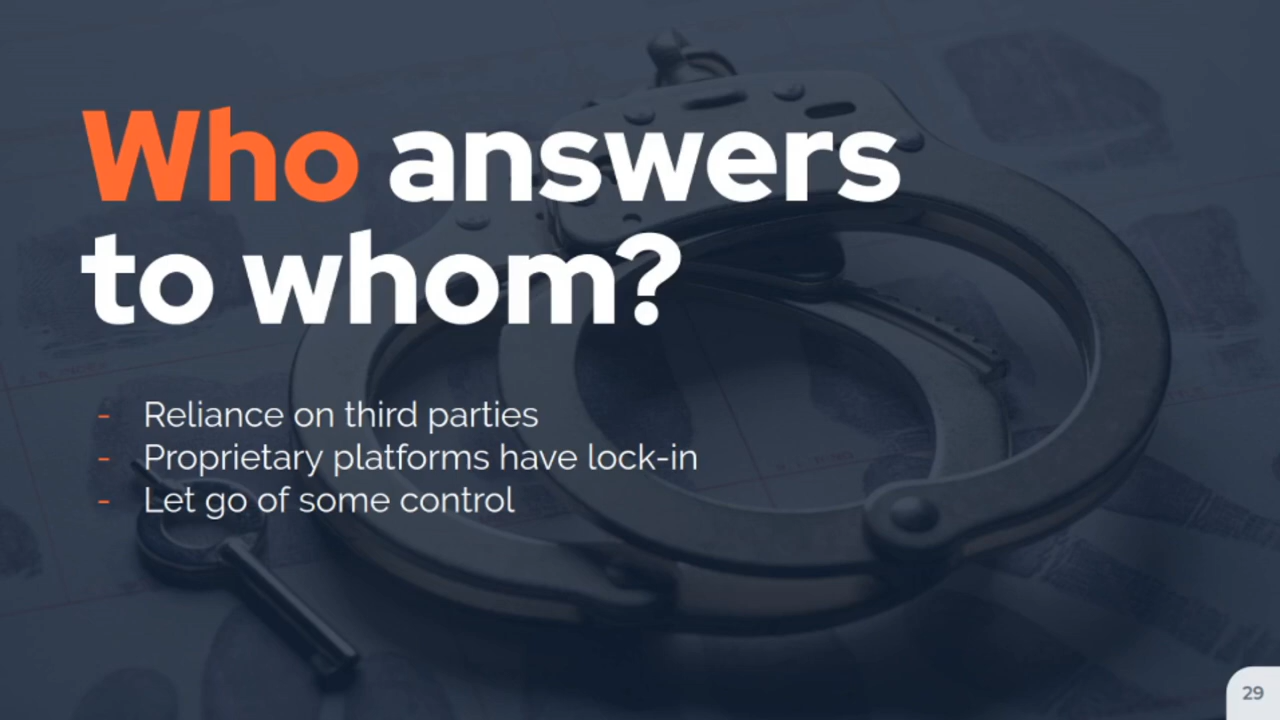 Who answers
to whom?
- Reliance on third parties
- Proprietary platforms have lock-in
- Let go of some control
29